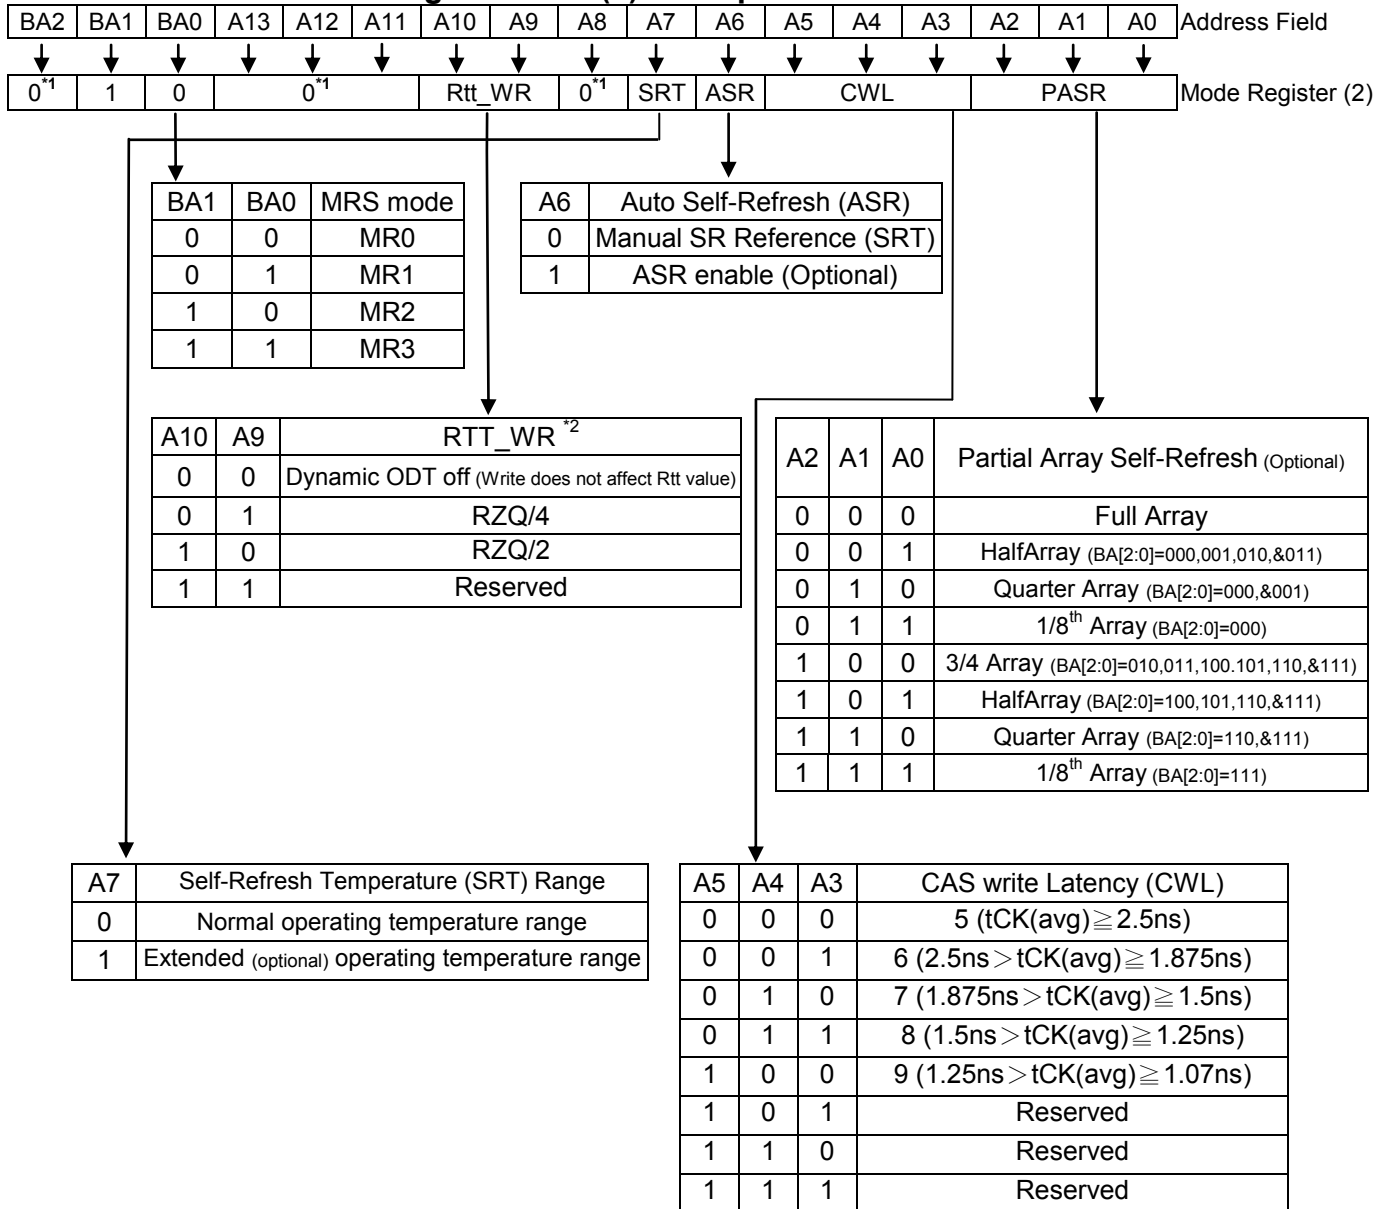 BA2 BA1 BA0 A13 A12 A11 A10 A9 A8 A7 A6 A5 A4 A3 A2 A1 A0 Address Field
0*1 1 0 0*1 Rtt_WR 0*1 SRT ASR CWL PASR Mode Register (2)
BA1 BA0 MRS mode
0 0 MR0
0 1 MR1
1 0 MR2
1 1 MR3
A6 Auto Self-Refresh (ASR)
0 Manual SR Reference (SRT)
1 ASR enable (Optional)
A10 A9 RTT_WR *2
0 0 Dynamic ODT off (Write does not affect Rtt value)
0 1 RZQ/4
1 0 RZQ/2
1 1 Reserved
A2 A1 A0 Partial Array Self-Refresh (Optional)
0 0 0 Full Array
0 0 1 HalfArray (BA[2:0]=000,001,010,&011)
0 1 0 Quarter Array (BA[2:0]=000,&001)
0 1 1 1/8th Array (BA[2:0]=000)
1 0 0 3/4 Array (BA[2:0]=010,011,100.101,110,&111)
1 0 1 HalfArray (BA[2:0]=100,101,110,&111)
1 1 0 Quarter Array (BA[2:0]=110,&111)
1 1 1 1/8th Array (BA[2:0]=111)
A7 Self-Refresh Temperature (SRT) Range
0 Normal operating temperature range
1 Extended (optional) operating temperature range
A5 A4 A3 CAS write Latency (CWL)
0 0 0 5 (tCK(avg)≧2.5ns)
0 0 1 6 (2.5ns>tCK(avg)≧1.875ns)
0 1 0 7 (1.875ns>tCK(avg)≧1.5ns)
0 1 1 8 (1.5ns>tCK(avg)≧1.25ns)
1 0 0 9 (1.25ns>tCK(avg)≧1.07ns)
1 0 1 Reserved
1 1 0 Reserved
1 1 1 Reserved